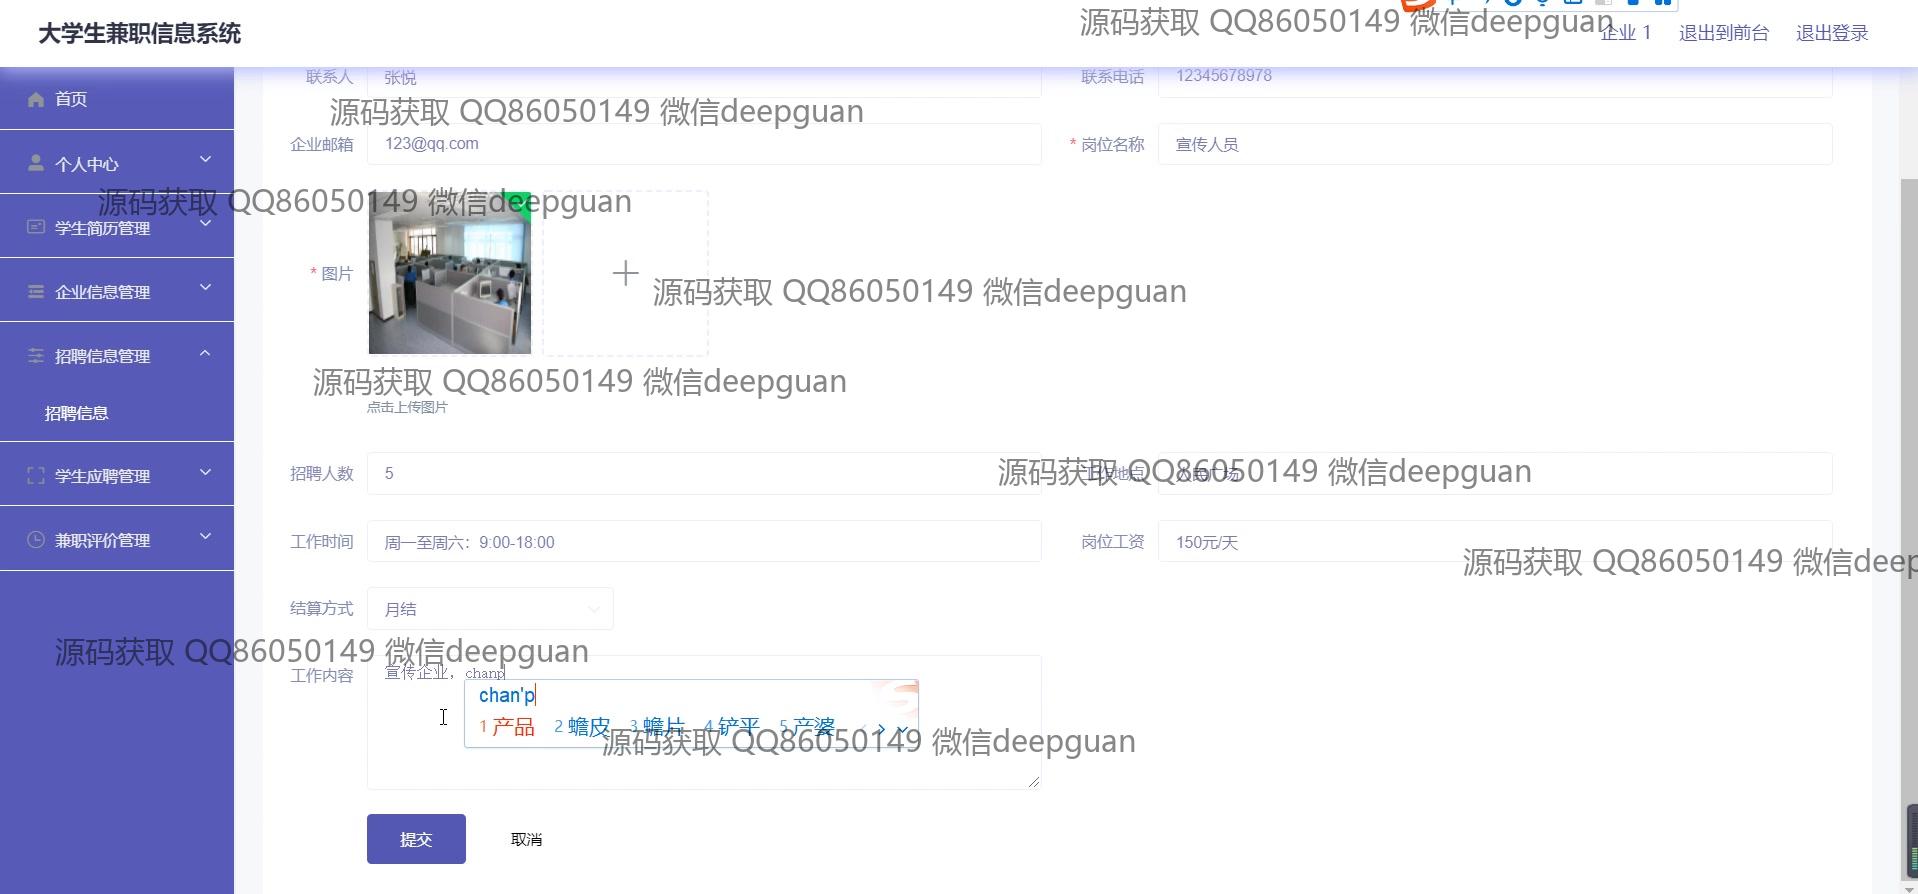 大学生兼职信息系统
源码获取 QQ86050149 微信deepguan
企业 1 退出到前台 退出登录
首页
联系人 张悦 联系电话 12345678978
源码获取 QQ86050149 微信deepguan
企业邮箱 123@qq.com * 岗位名称 宣传人员
个人中心
源码获取 QQ86050149 微信deepguan
学生简历管理
* 图片
源码获取 QQ86050149 微信deepguan
企业信息管理
招聘信息管理
源码获取 QQ86050149 微信deepguan
点击上传图片
招聘信息
招聘人数 5 工作地点 人民广场
源码获取 QQ86050149 微信deepguan
学生应聘管理
工作时间 周一至周六：9:00-18:00 岗位工资 150元/天
兼职评价管理
源码获取 QQ86050149 微信deep
结算方式 月结
源码获取 QQ86050149 微信deepguan
工作内容 宣传企业，chanp
chan'p
1 产品 2 蟾皮 3 蟾片 4 铲平 5 产婆
源码获取 QQ86050149 微信deepguan
提交 取消